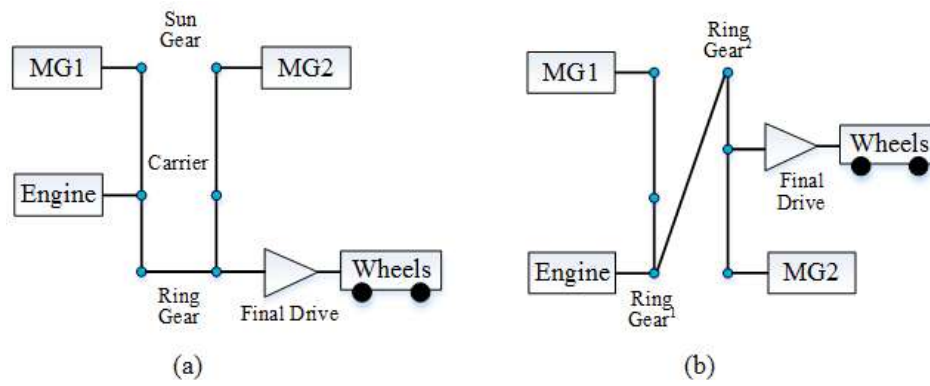 Sun
Gear
MG1
MG2
Carrier
Engine
Wheels
Ring
Gear
Final Drive
(a)
Ring
Gear²
MG1
Wheels
Final
Drive
Engine
MG2
Ring
Gear¹
(b)